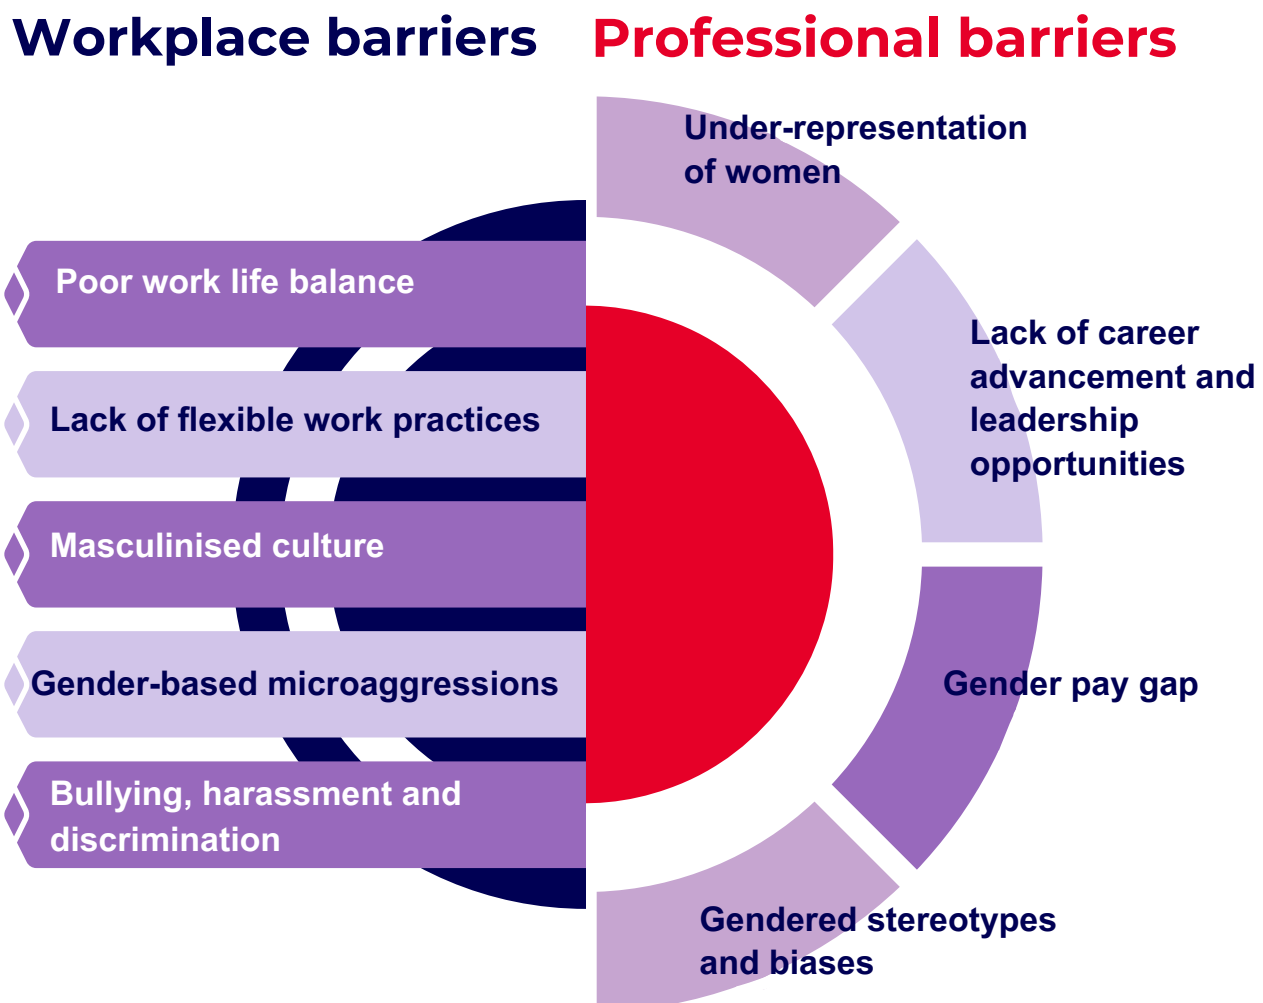 Workplace barriers
Poor work life balance
Lack of flexible work practices
Masculinised culture
Gender-based microaggressions
Bullying, harassment and
discrimination
Professional barriers
Under-representation
of women
Lack of career
advancement and
leadership
opportunities
Gender pay gap
Gendered stereotypes
and biases